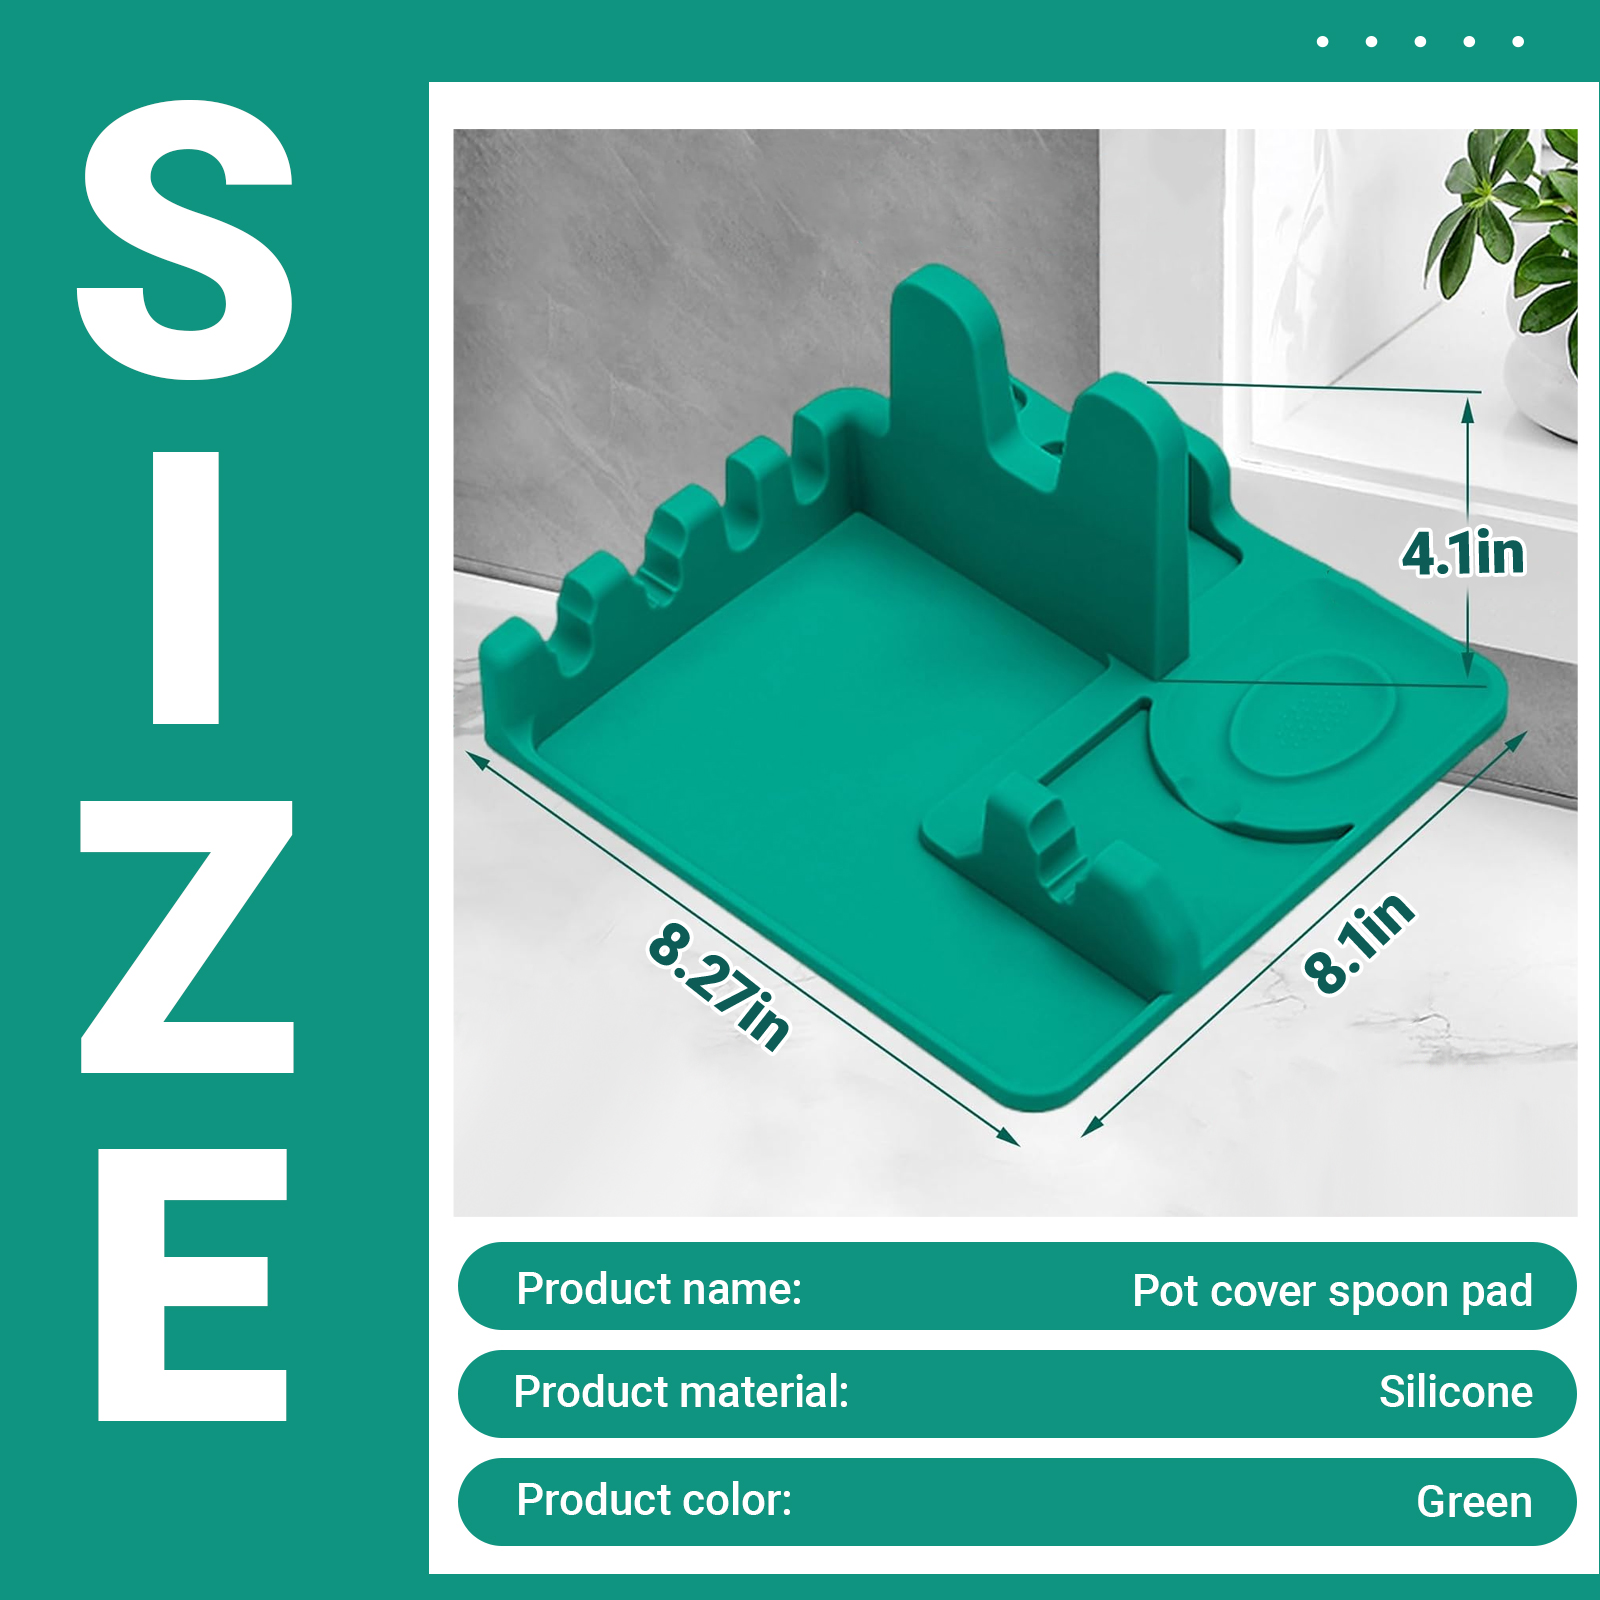 SIZE
4.1in
8.27in
8.1in
Product name: Pot cover spoon pad
Product material: Silicone
Product color: Green